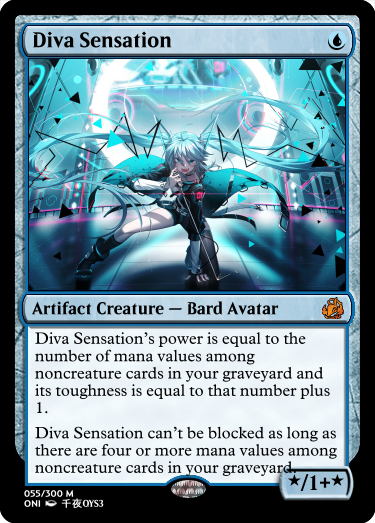 Diva Sensation
Artifact Creature — Bard Avatar
Diva Sensation's power is equal to the
number of mana values among
noncreature cards in your graveyard and
its toughness is equal to that number plus
1.
Diva Sensation can't be blocked as long as
there are four or more mana values among
noncreature cards in your graveyard.
★/1+★
055/300 M
ONI 千夜QYS3